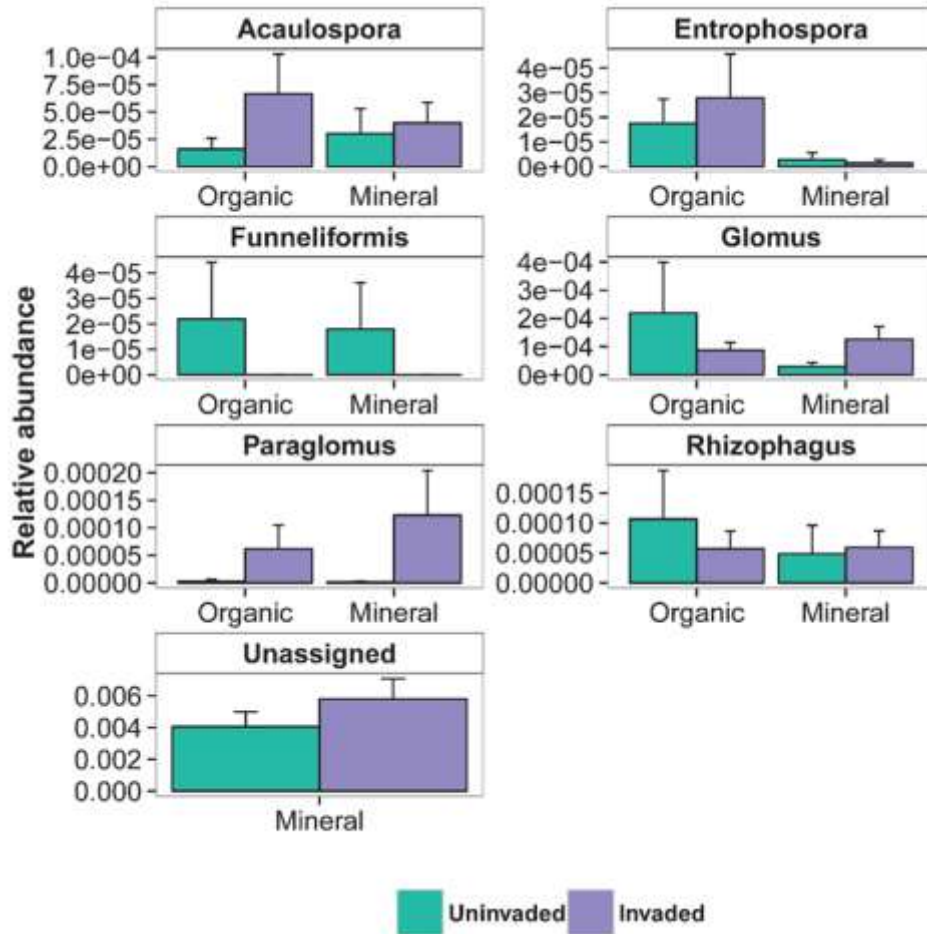 Acaulospora
Entrophospora
1.0e−04
7.5e−05
5.0e−05
2.5e−05
0.0e+00
4e−05
3e−05
2e−05
1e−05
0e+00
Organic Mineral
Organic Mineral
Funneliformis
Glomus
4e−05
3e−05
2e−05
1e−05
0e+00
4e−04
3e−04
2e−04
1e−04
0e+00
Organic Mineral
Organic Mineral
Relative abundance
Paraglomus
Rhizophagus
0.00020
0.00015
0.00010
0.00005
0.00000
0.00015
0.00010
0.00005
0.00000
Organic Mineral
Organic Mineral
Unassigned
0.006
0.004
0.002
0.000
Mineral
Uninvaded Invaded